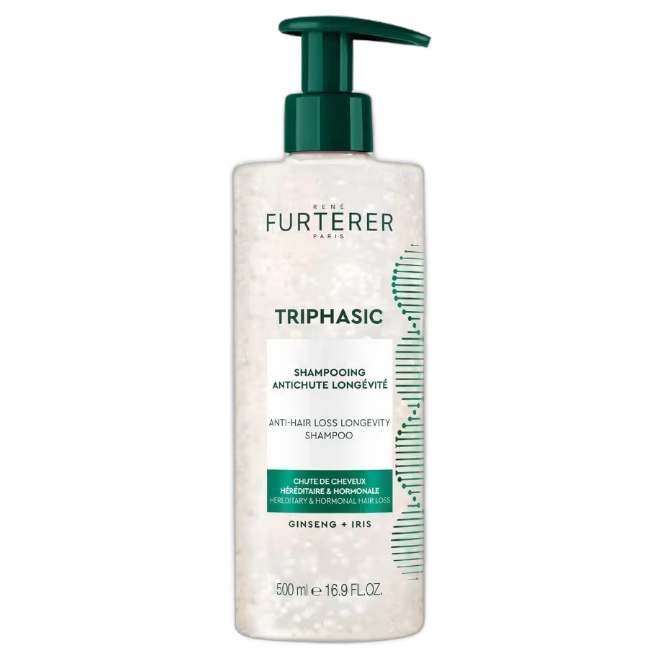 RENÉ
FURTERER
PARIS
TRIPHASIC
SHAMPOOING
ANTICHUTE LONGÉVITÉ
ANTI-HAIR LOSS LONGEVITY
SHAMPOO
CHUTE DE CHEVEUX
HÉRÉDITAIRE & HORMONALE
HEREDITARY & HORMONAL HAIR LOSS
GINSENG + IRIS
500 ml ℮ 16.9 FL.OZ.